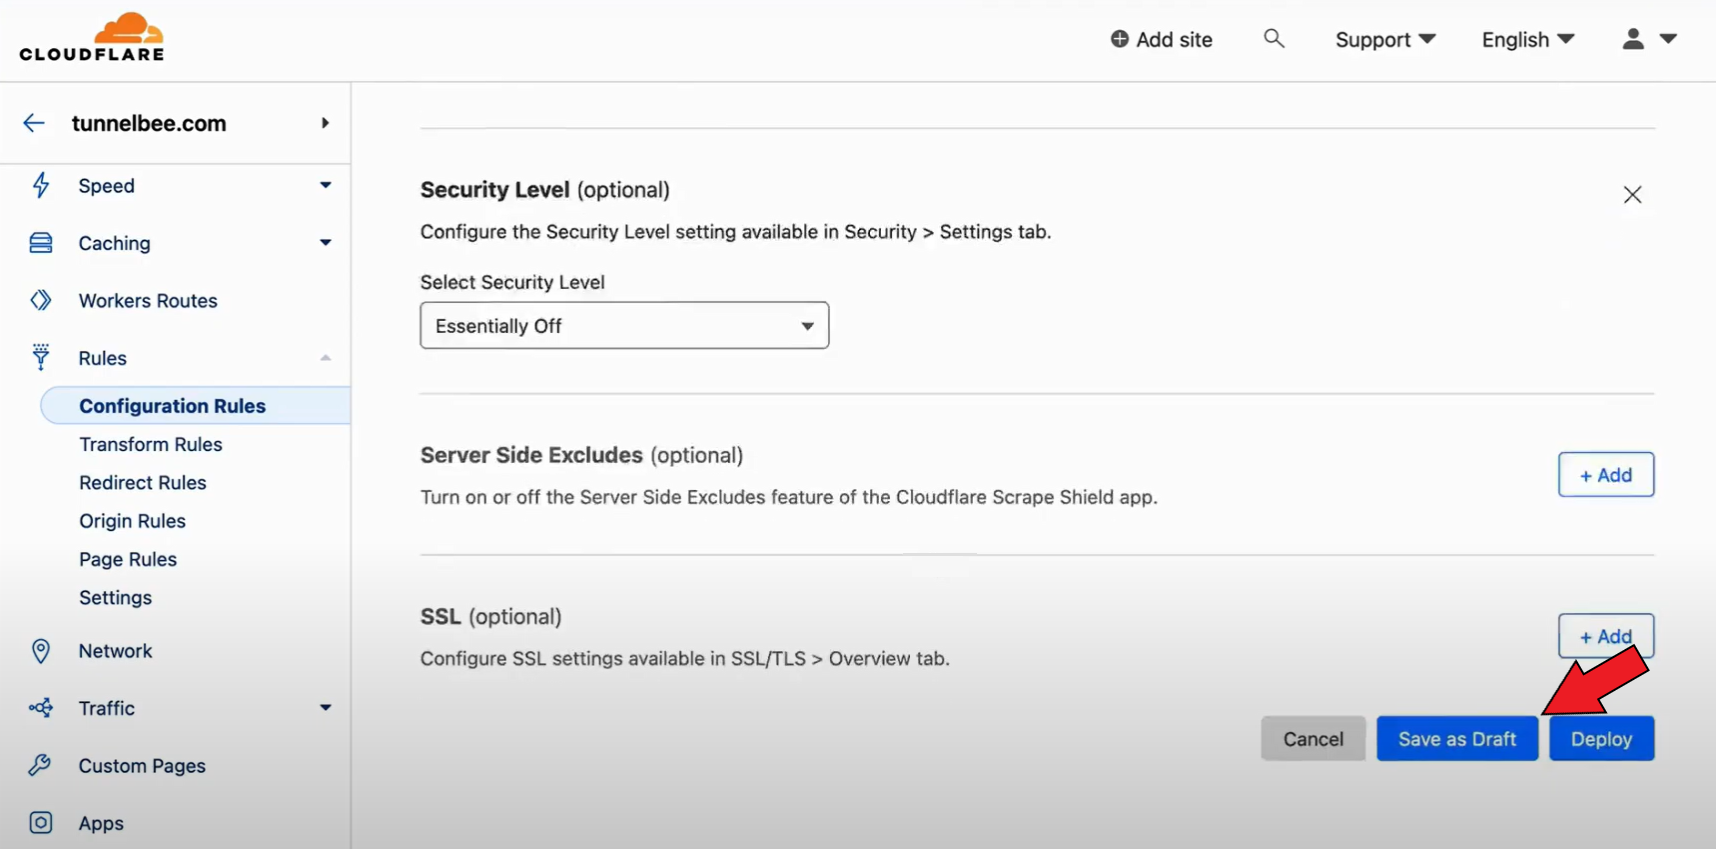 CLOUDFLARE
Add site
Support
English
tunnelbee.com
Speed
Caching
Workers Routes
Rules
Configuration Rules
Transform Rules
Redirect Rules
Origin Rules
Page Rules
Settings
Network
Traffic
Custom Pages
Apps
Security Level (optional)
Configure the Security Level setting available in Security > Settings tab.
Select Security Level
Essentially Off
Server Side Excludes (optional)
+ Add
Turn on or off the Server Side Excludes feature of the Cloudflare Scrape Shield app.
SSL (optional)
+ Add
Configure SSL settings available in SSL/TLS > Overview tab.
Cancel
Save as Draft
Deploy